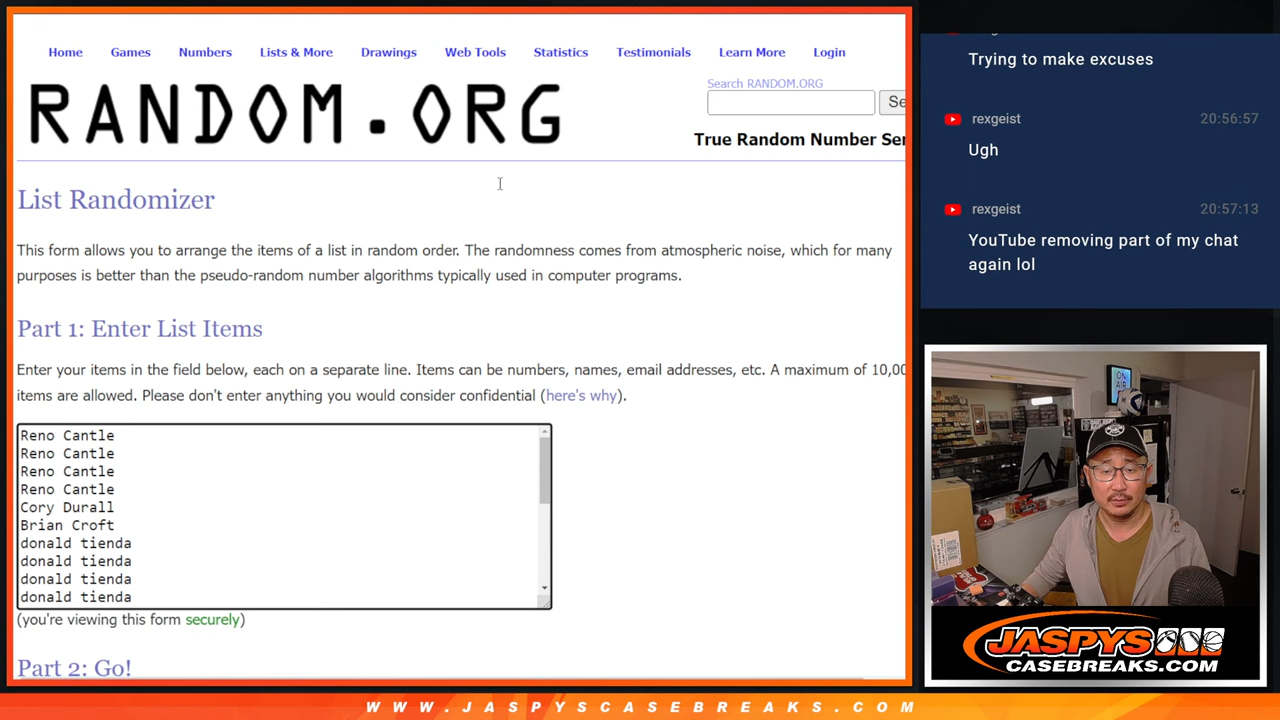 Home Games Numbers Lists & More Drawings Web Tools Statistics Testimonials Learn More Login
RANDOM.ORG
Search RANDOM.ORG
Se
True Random Number Ser
List Randomizer
This form allows you to arrange the items of a list in random order. The randomness comes from atmospheric noise, which for many
purposes is better than the pseudo-random number algorithms typically used in computer programs.
Part 1: Enter List Items
Enter your items in the field below, each on a separate line. Items can be numbers, names, email addresses, etc. A maximum of 10,00
items are allowed. Please don't enter anything you would consider confidential (here's why).
Reno Cantle
Reno Cantle
Reno Cantle
Reno Cantle
Cory Durall
Brian Croft
donald tienda
donald tienda
donald tienda
donald tienda
(you're viewing this form securely)
Part 2: Go!
Trying to make excuses
rexgeist 20:56:57
Ugh
rexgeist 20:57:13
YouTube removing part of my chat
again lol
ON
AIR
JASPYS
CASEBREAKS.COM
WWW.JASPYSCASEBREAKS.COM